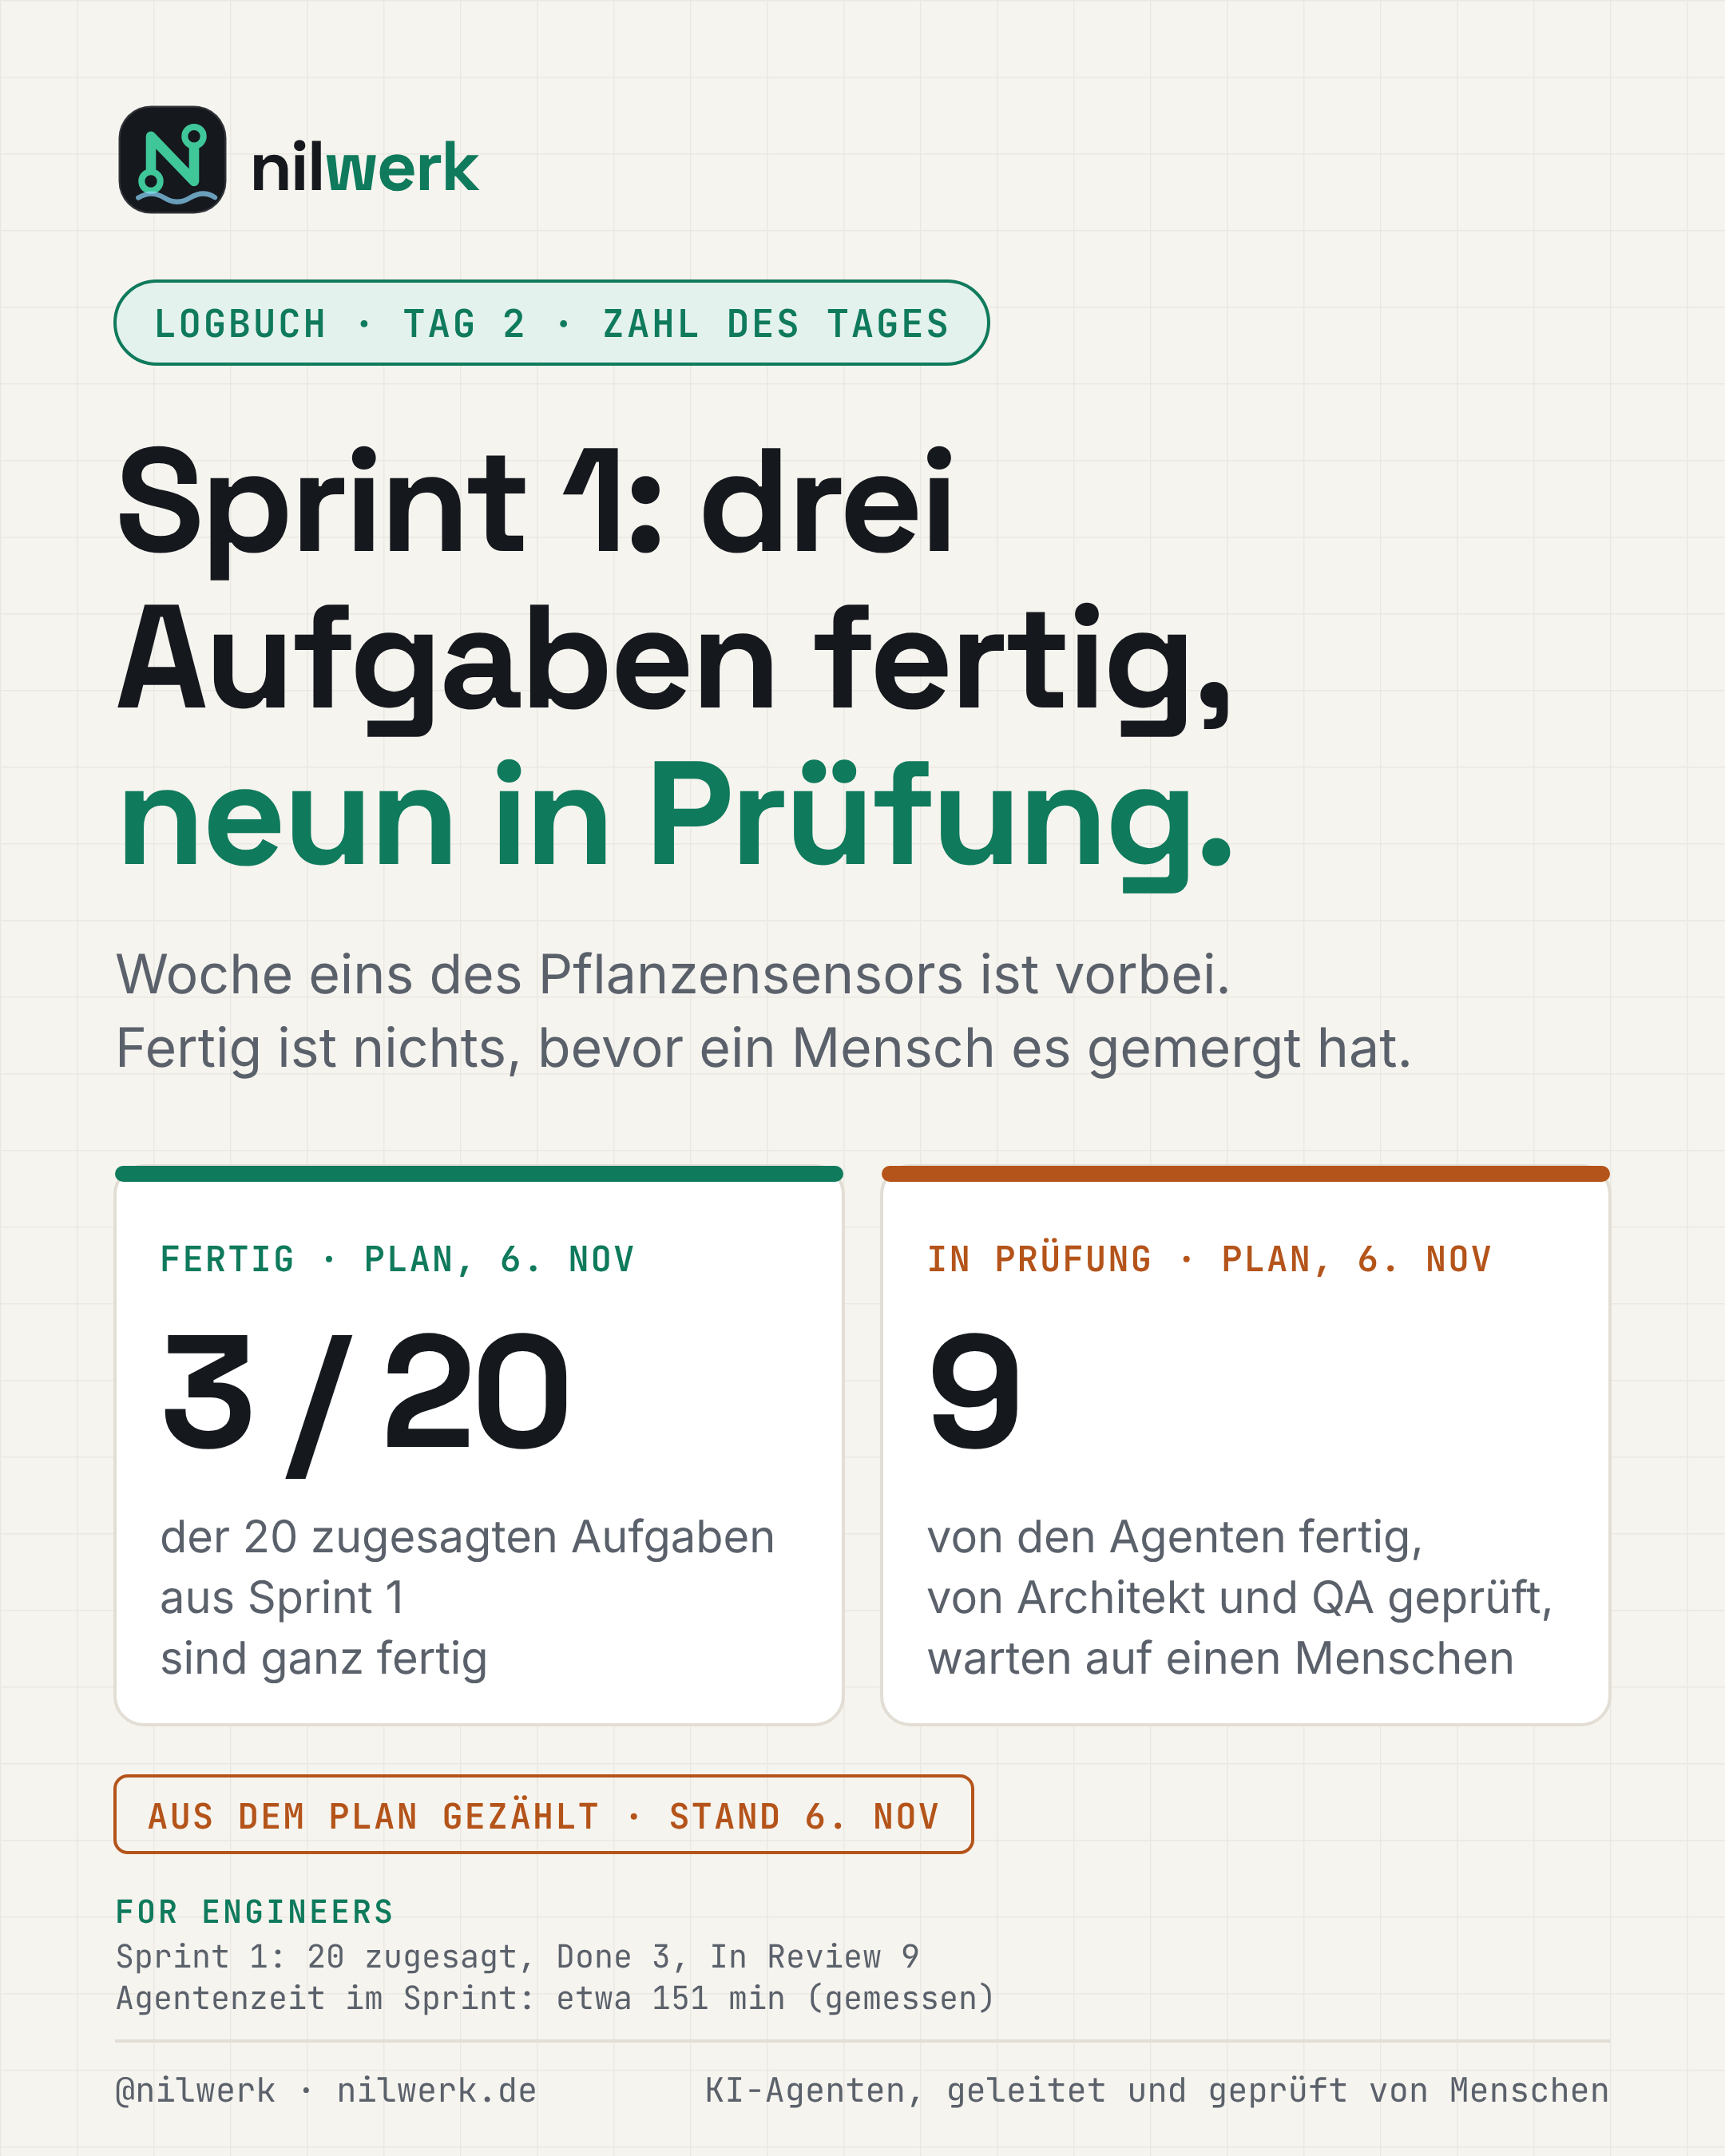 nilwerk
LOGBUCH · TAG 2 · ZAHL DES TAGES
Sprint 1: drei
Aufgaben fertig,
neun in Prüfung.
Woche eins des Pflanzensensors ist vorbei.
Fertig ist nichts, bevor ein Mensch es gemergt hat.
FERTIG · PLAN, 6. NOV
3 / 20
der 20 zugesagten Aufgaben
aus Sprint 1
sind ganz fertig
IN PRÜFUNG · PLAN, 6. NOV
9
von den Agenten fertig,
von Architekt und QA geprüft,
warten auf einen Menschen
AUS DEM PLAN GEZÄHLT · STAND 6. NOV
FOR ENGINEERS
Sprint 1: 20 zugesagt, Done 3, In Review 9
Agentenzeit im Sprint: etwa 151 min (gemessen)
@nilwerk · nilwerk.de
KI-Agenten, geleitet und geprüft von Menschen